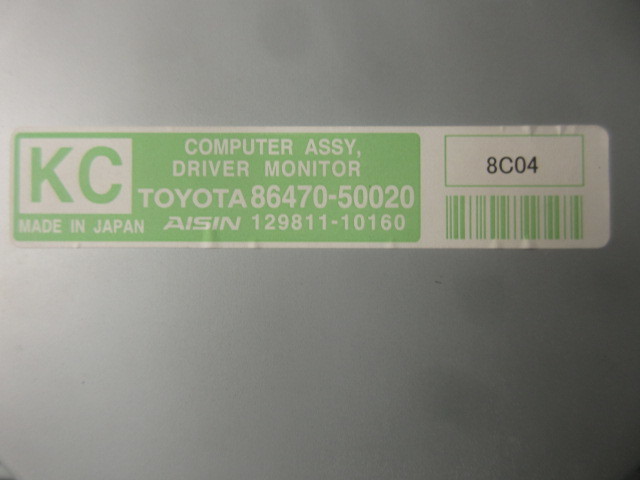 KC
COMPUTER ASSY,
DRIVER MONITOR
TOYOTA 86470-50020
MADE IN JAPAN
AISIN 129811-10160
8C04